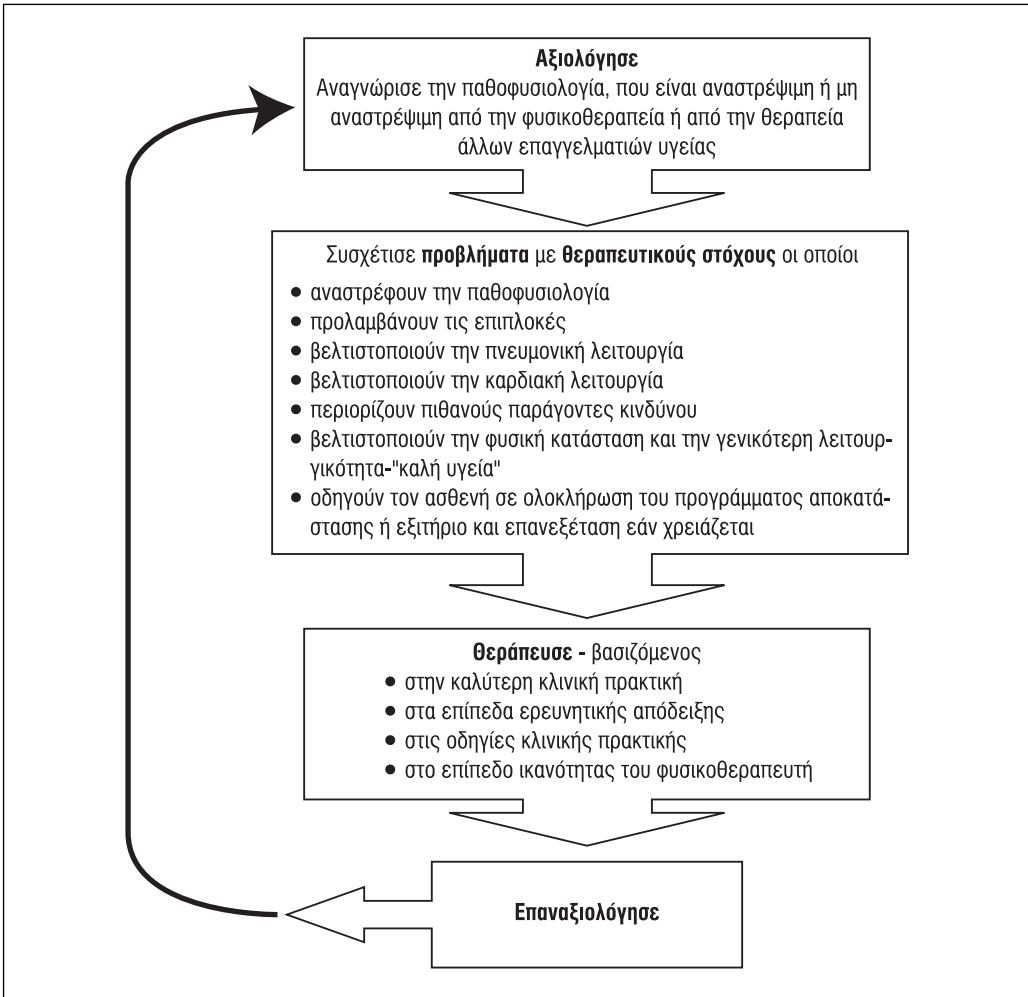 Αξιολόγησε
Αναγνώρισε την παθοφυσιολογία, που είναι αναστρέψιμη ή μη
αναστρέψιμη από την φυσικοθεραπεία ή από την θεραπεία
άλλων επαγγελματιών υγείας
Συσχέτισε προβλήματα με θεραπευτικούς στόχους οι οποίοι
• αναστρέφουν την παθοφυσιολογία
• προλαμβάνουν τις επιπλοκές
• βελτιστοποιούν την πνευμονική λειτουργία
• βελτιστοποιούν την καρδιακή λειτουργία
• περιορίζουν πιθανούς παράγοντες κινδύνου
• βελτιστοποιούν την φυσική κατάσταση και την γενικότερη λειτουρ-
γικότητα-"καλή υγεία"
• οδηγούν τον ασθενή σε ολοκλήρωση του προγράμματος αποκατά-
στασης ή εξιτήριο και επανεξέταση εάν χρειάζεται
Θεράπευσε - βασιζόμενος
• στην καλύτερη κλινική πρακτική
• στα επίπεδα ερευνητικής απόδειξης
• στις οδηγίες κλινικής πρακτικής
• στο επίπεδο ικανότητας του φυσικοθεραπευτή
Επαναξιολόγησε